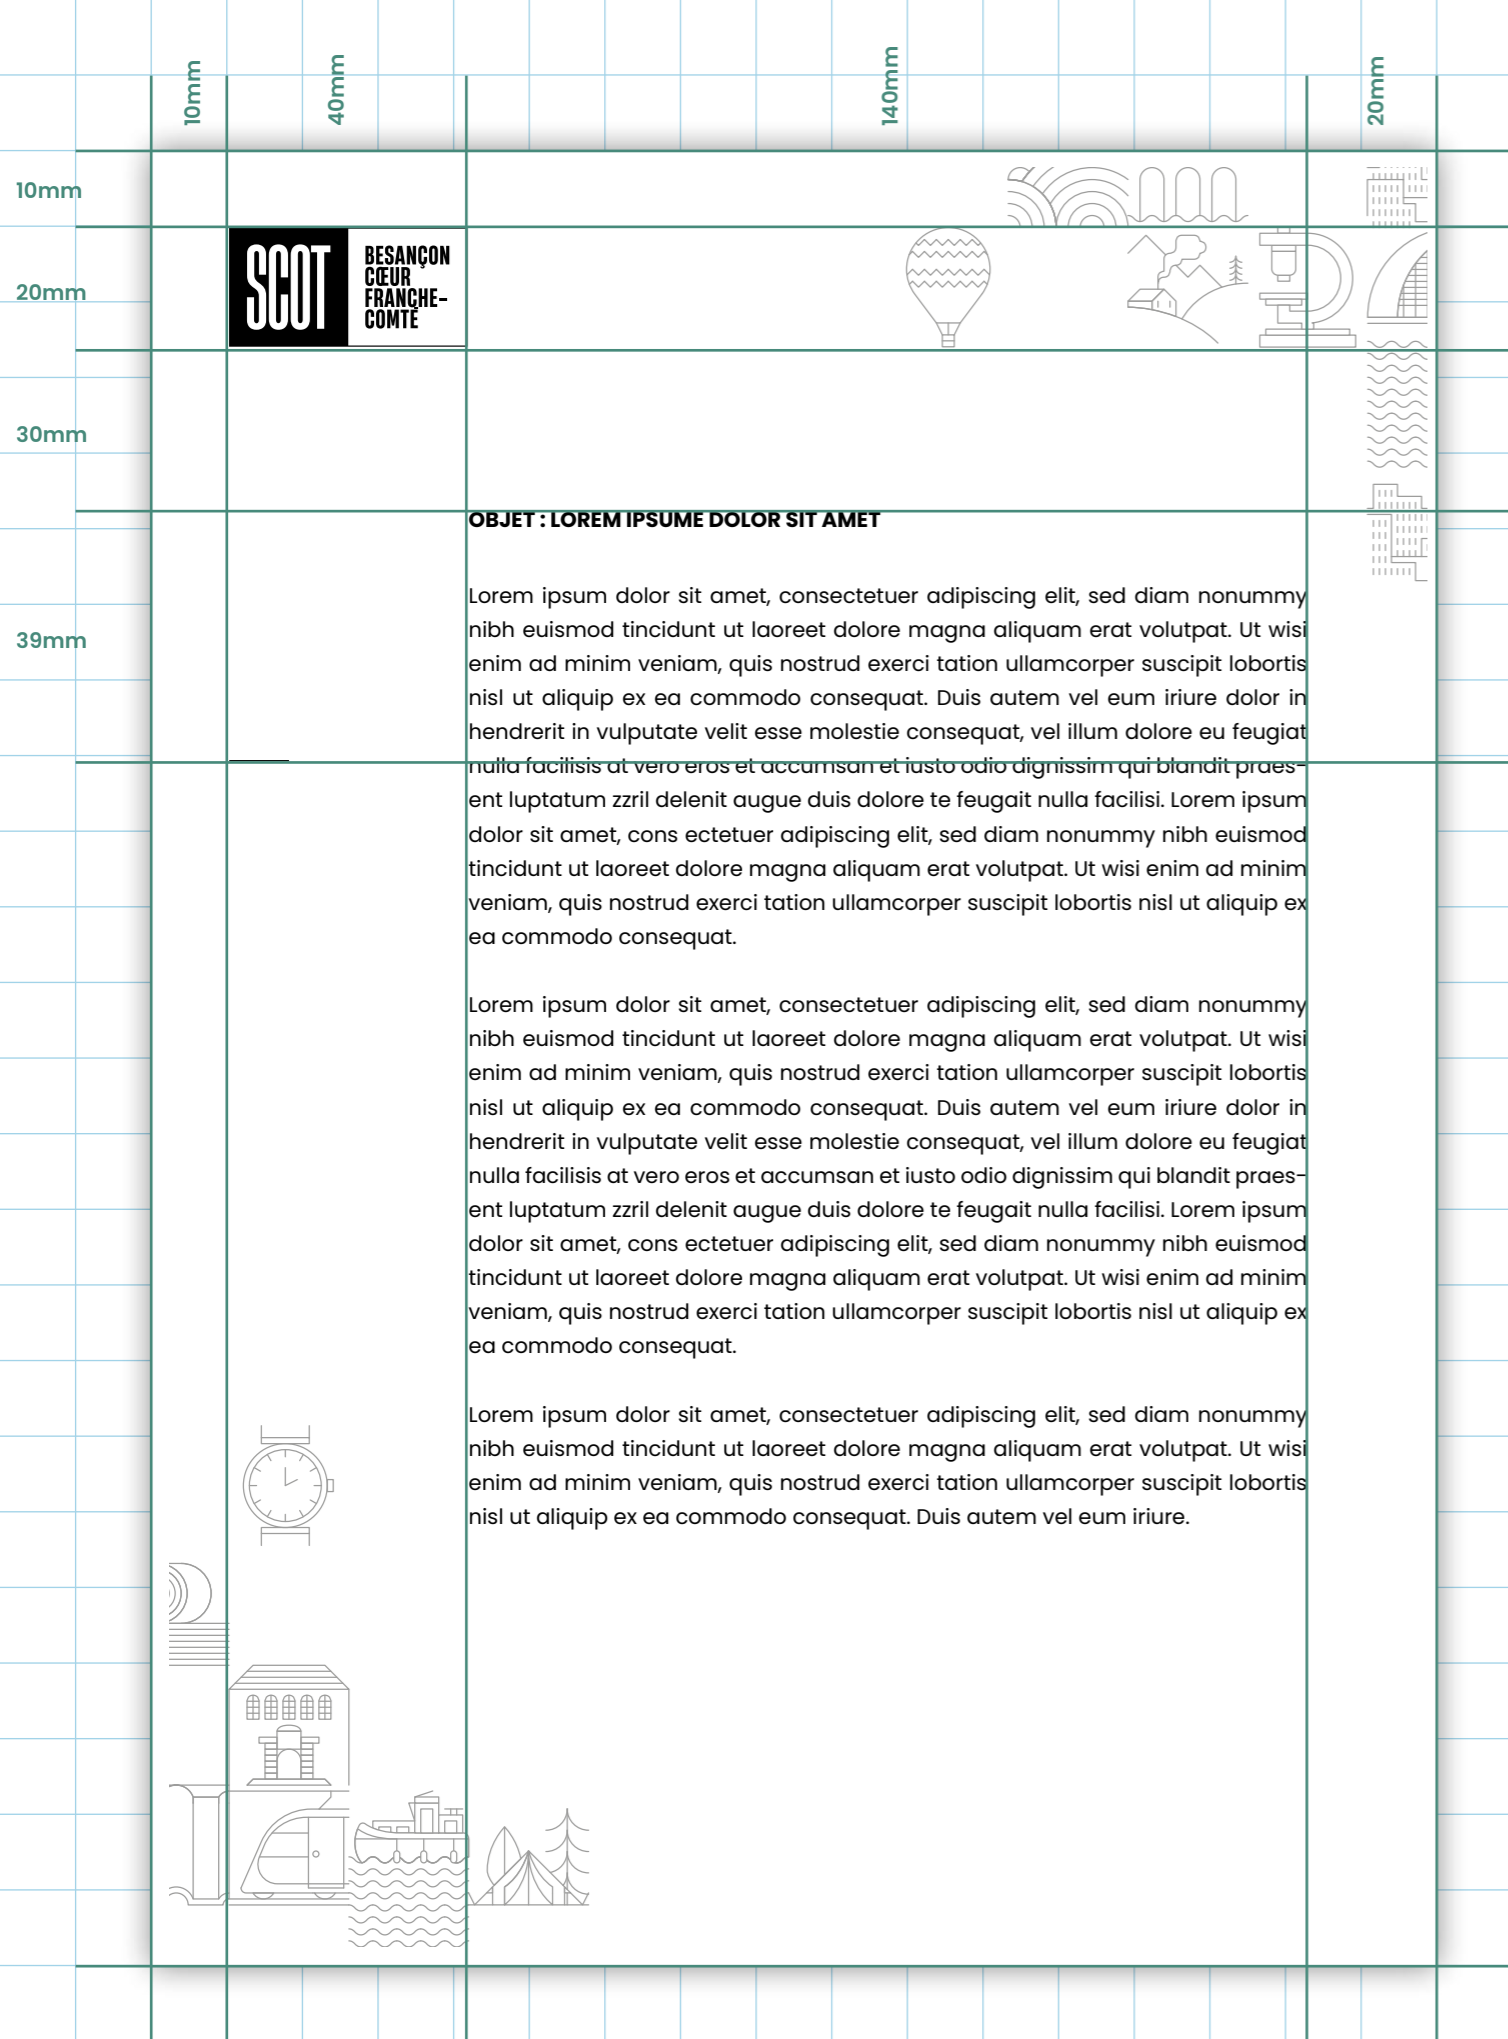 10mm
40mm
140mm
20mm
10mm
20mm
30mm
39mm
SCOT
BESANÇON
CŒUR
FRANCHE-
COMTÉ
OBJET : LOREM IPSUME DOLOR SIT AMET
Lorem ipsum dolor sit amet, consectetuer adipiscing elit, sed diam nonummy
nibh euismod tincidunt ut laoreet dolore magna aliquam erat volutpat. Ut wisi
enim ad minim veniam, quis nostrud exerci tation ullamcorper suscipit lobortis
nisl ut aliquip ex ea commodo consequat. Duis autem vel eum iriure dolor in
hendrerit in vulputate velit esse molestie consequat, vel illum dolore eu feugiat
nulla facilisis at vero eros et accumsan et iusto odio dignissim qui blandit praes-
ent luptatum zzril delenit augue duis dolore te feugait nulla facilisi. Lorem ipsum
dolor sit amet, cons ectetuer adipiscing elit, sed diam nonummy nibh euismod
tincidunt ut laoreet dolore magna aliquam erat volutpat. Ut wisi enim ad minim
veniam, quis nostrud exerci tation ullamcorper suscipit lobortis nisl ut aliquip ex
ea commodo consequat.
Lorem ipsum dolor sit amet, consectetuer adipiscing elit, sed diam nonummy
nibh euismod tincidunt ut laoreet dolore magna aliquam erat volutpat. Ut wisi
enim ad minim veniam, quis nostrud exerci tation ullamcorper suscipit lobortis
nisl ut aliquip ex ea commodo consequat. Duis autem vel eum iriure dolor in
hendrerit in vulputate velit esse molestie consequat, vel illum dolore eu feugiat
nulla facilisis at vero eros et accumsan et iusto odio dignissim qui blandit praes-
ent luptatum zzril delenit augue duis dolore te feugait nulla facilisi. Lorem ipsum
dolor sit amet, cons ectetuer adipiscing elit, sed diam nonummy nibh euismod
tincidunt ut laoreet dolore magna aliquam erat volutpat. Ut wisi enim ad minim
veniam, quis nostrud exerci tation ullamcorper suscipit lobortis nisl ut aliquip ex
ea commodo consequat.
Lorem ipsum dolor sit amet, consectetuer adipiscing elit, sed diam nonummy
nibh euismod tincidunt ut laoreet dolore magna aliquam erat volutpat. Ut wisi
enim ad minim veniam, quis nostrud exerci tation ullamcorper suscipit lobortis
nisl ut aliquip ex ea commodo consequat. Duis autem vel eum iriure.